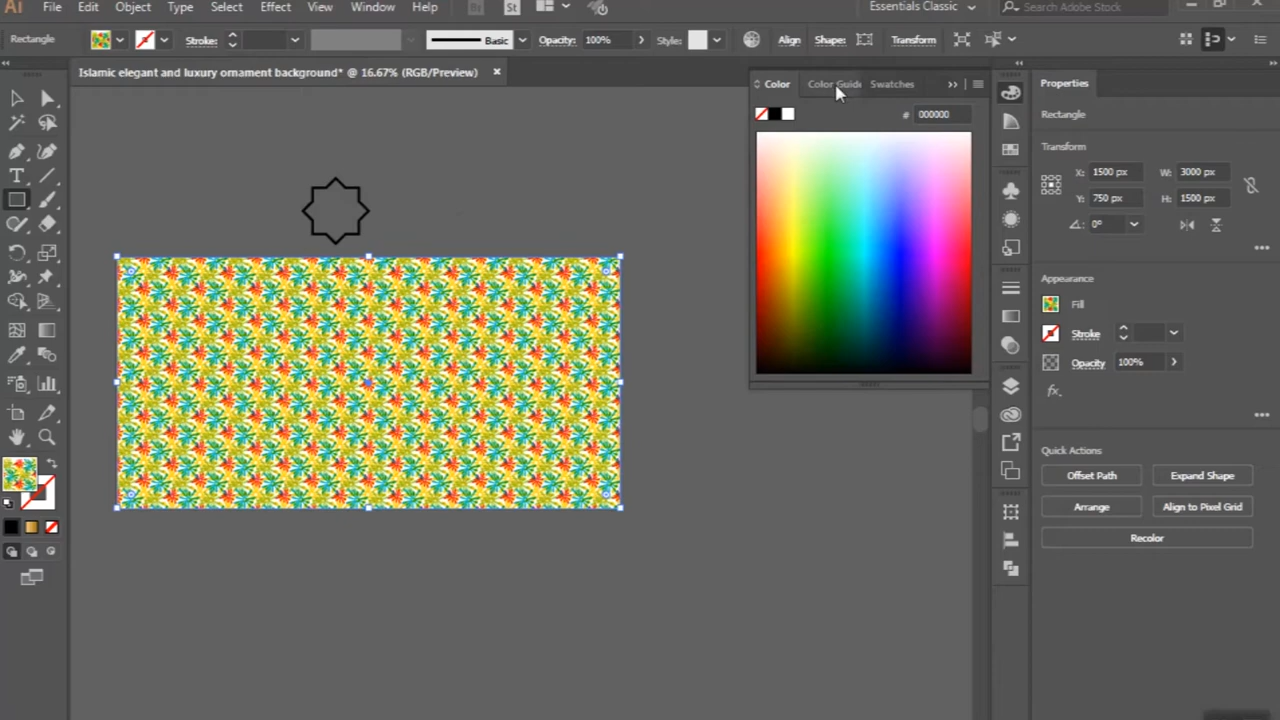 Ai File Edit Object Type Select Effect View Window Help Br St Essentials Classic Search Adobe Stock
Rectangle Stroke: Basic Opacity: 100% Style: Align Shape: Transform
Islamic elegant and luxury ornament background* @ 16.67% (RGB/Preview) ×
Color Color Guide Swatches
# 000000
Properties
Rectangle
Transform
X: 1500 px W: 3000 px
Y: 750 px H: 1500 px
0°
Appearance
Fill
Stroke
Opacity 100%
fx.
Quick Actions
Offset Path Expand Shape
Arrange Align to Pixel Grid
Recolor